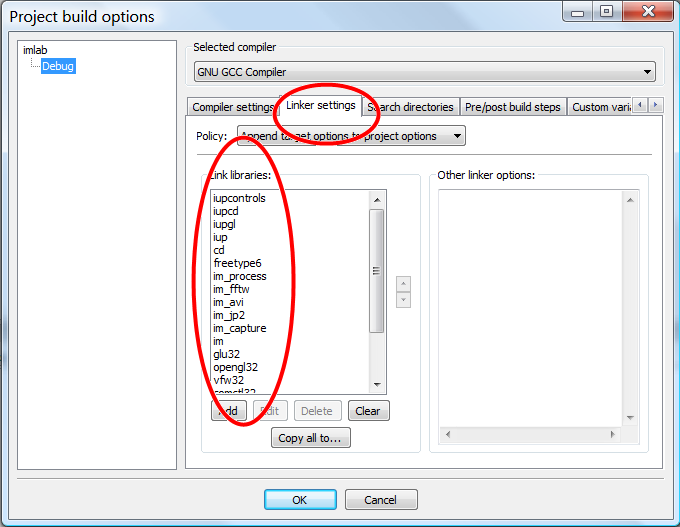 Project build options
imlab
Debug
Selected compiler
GNU GCC Compiler
Compiler settings Linker settings Search directories Pre/post build steps Custom varia
Policy: Append target options to project options
Link libraries: Other linker options:
iupcontrols
iupcd
iupgl
iup
cd
freetype6
im_process
im_fftw
im_avi
im_jp2
im_capture
im
glu32
opengl32
vfw32
comctl32
Add Edit Delete Clear
Copy all to...
OK Cancel